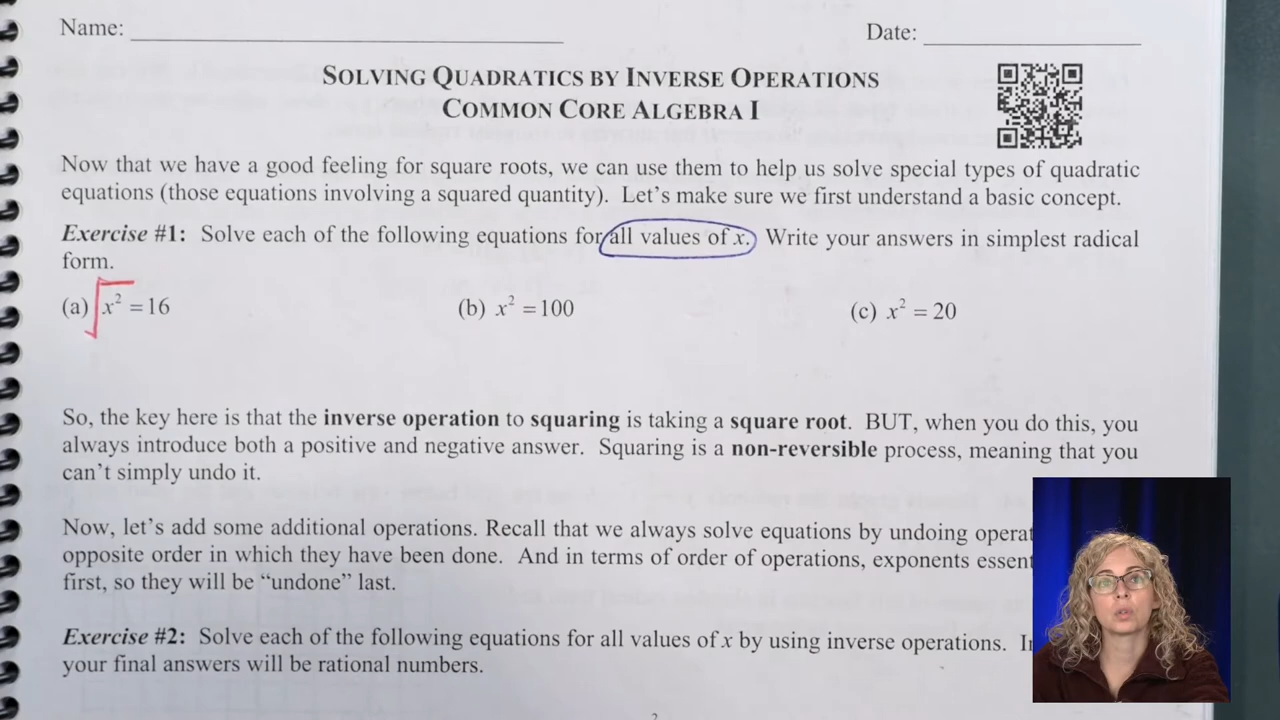 Name: ____ Date: ____
SOLVING QUADRATICS BY INVERSE OPERATIONS
COMMON CORE ALGEBRA I
Now that we have a good feeling for square roots, we can use them to help us solve special types of quadratic
equations (those equations involving a squared quantity). Let's make sure we first understand a basic concept.
Exercise #1: Solve each of the following equations for all values of x. Write your answers in simplest radical
form.
(a) √x² = 16 (b) x² = 100 (c) x² = 20
So, the key here is that the inverse operation to squaring is taking a square root. BUT, when you do this, you
always introduce both a positive and negative answer. Squaring is a non-reversible process, meaning that you
can't simply undo it.
Now, let's add some additional operations. Recall that we always solve equations by undoing operat
opposite order in which they have been done. And in terms of order of operations, exponents essent
first, so they will be "undone" last.
Exercise #2: Solve each of the following equations for all values of x by using inverse operations. I
your final answers will be rational numbers.